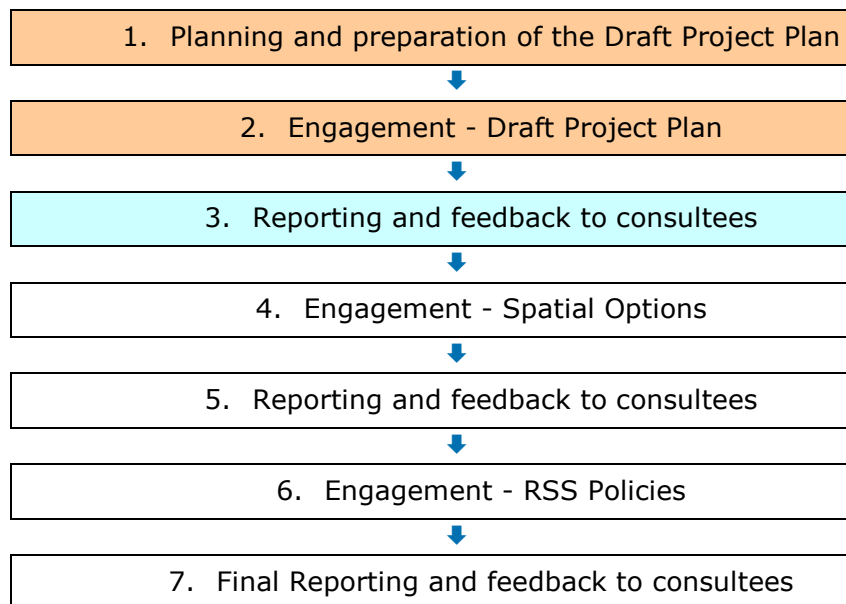 1. Planning and preparation of the Draft Project Plan
2. Engagement - Draft Project Plan
3. Reporting and feedback to consultees
4. Engagement - Spatial Options
5. Reporting and feedback to consultees
6. Engagement - RSS Policies
7. Final Reporting and feedback to consultees